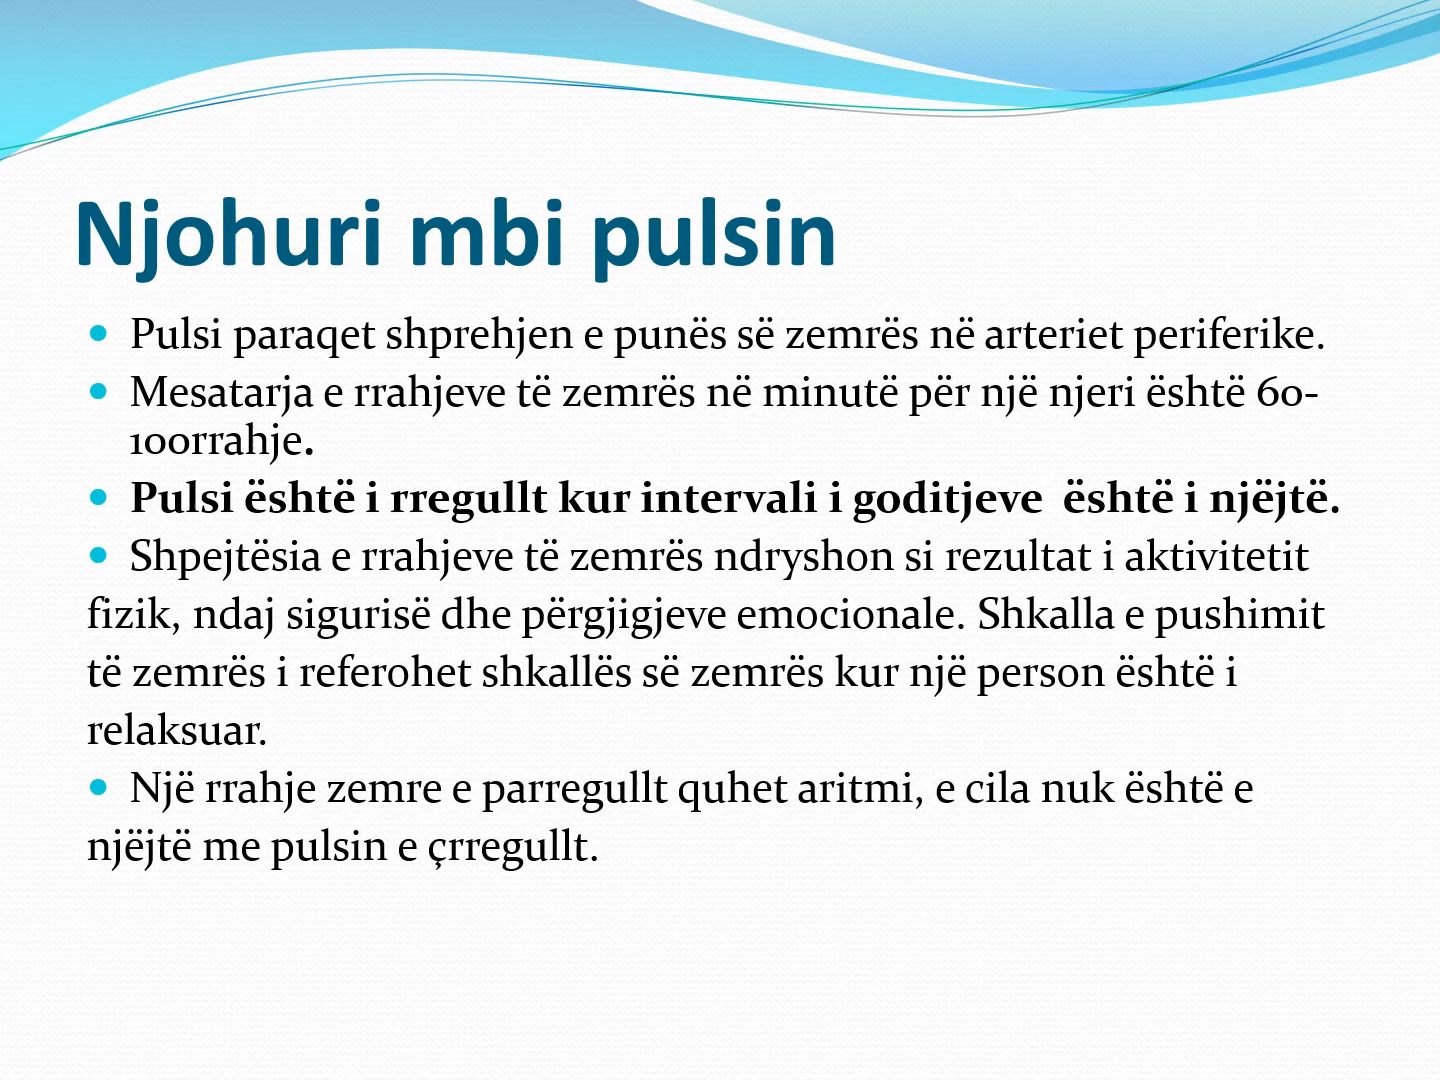 Njohuri mbi pulsin
Pulsi paraqet shprehjen e punës së zemrës në arteriet periferike.
Mesatarja e rrahjeve të zemrës në minutë për një njeri është 60-
100rrahje.
Pulsi është i rregullt kur intervali i goditjeve  është i njëjtë.
Shpejtësia e rrahjeve të zemrës ndryshon si rezultat i aktivitetit
fizik, ndaj sigurisë dhe përgjigjeve emocionale. Shkalla e pushimit
të zemrës i referohet shkallës së zemrës kur një person është i
relaksuar.
Një rrahje zemre e parregullt quhet aritmi, e cila nuk është e
njëjtë me pulsin e çrregullt.